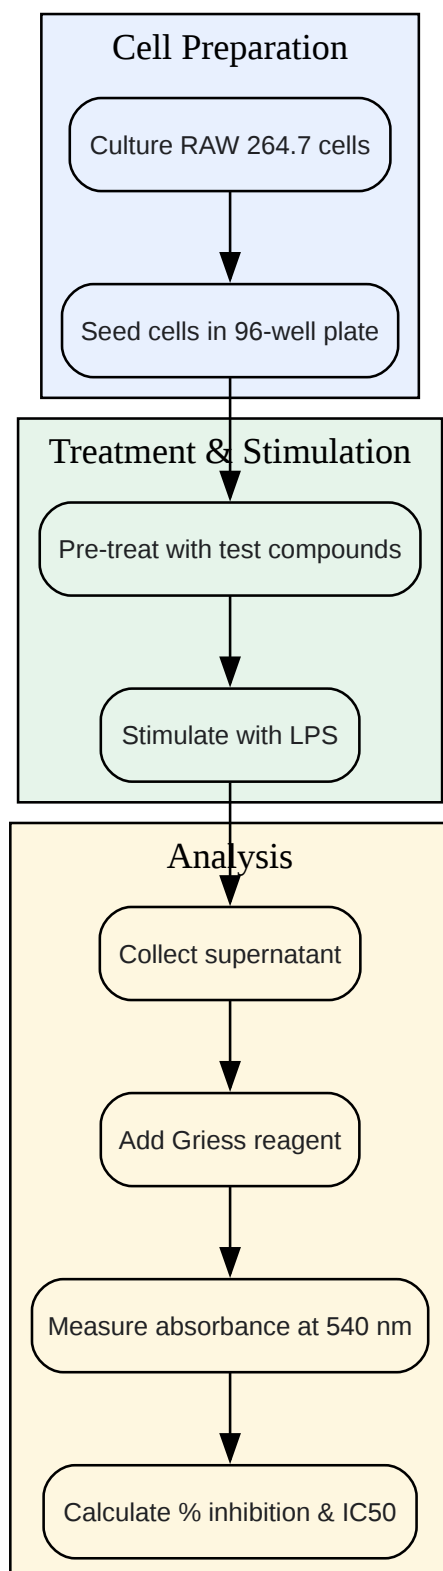 Cell Preparation
Culture RAW 264.7 cells
Seed cells in 96-well plate
Treatment & Stimulation
Pre-treat with test compounds
Stimulate with LPS
Analysis
Collect supernatant
Add Griess reagent
Measure absorbance at 540 nm
Calculate % inhibition & IC50